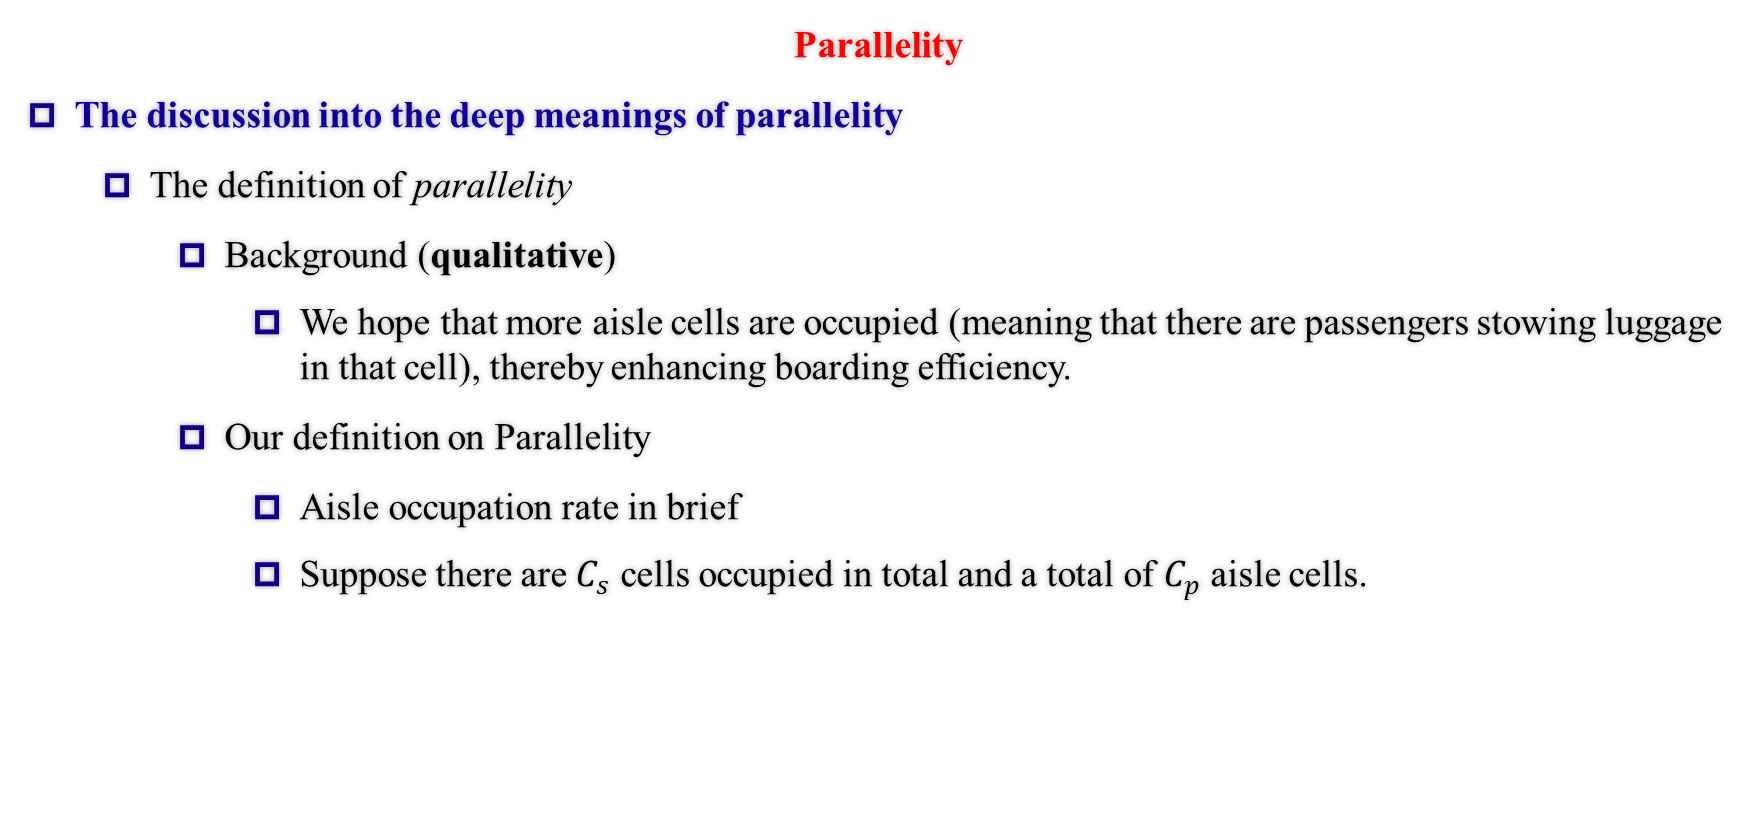 Parallelity
The discussion into the deep meanings of parallelity
The definition of parallelity
Background (qualitative)
We hope that more aisle cells are occupied (meaning that there are passengers stowing luggage
in that cell), thereby enhancing boarding efficiency.
Our definition on Parallelity
Aisle occupation rate in brief
Suppose there are C_s cells occupied in total and a total of C_p aisle cells.